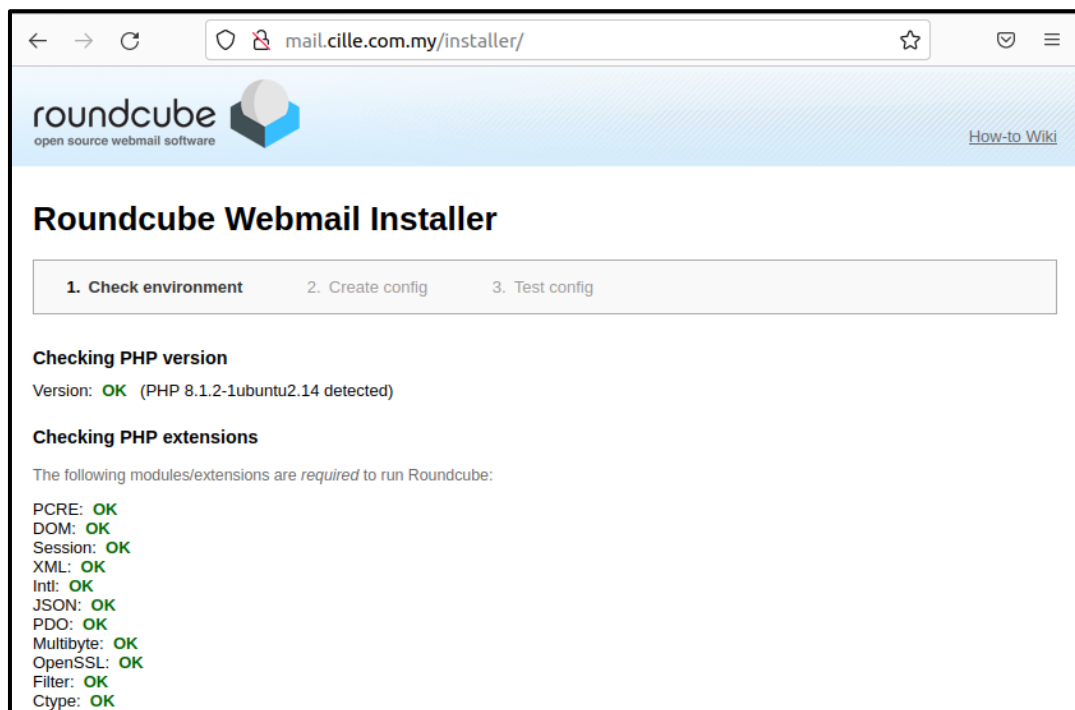 mail.cille.com.my/installer/
roundcube
open source webmail software
How-to Wiki
Roundcube Webmail Installer
1. Check environment 2. Create config 3. Test config
Checking PHP version
Version: OK (PHP 8.1.2-1ubuntu2.14 detected)
Checking PHP extensions
The following modules/extensions are required to run Roundcube:
PCRE: OK
DOM: OK
Session: OK
XML: OK
Intl: OK
JSON: OK
PDO: OK
Multibyte: OK
OpenSSL: OK
Filter: OK
Ctype: OK